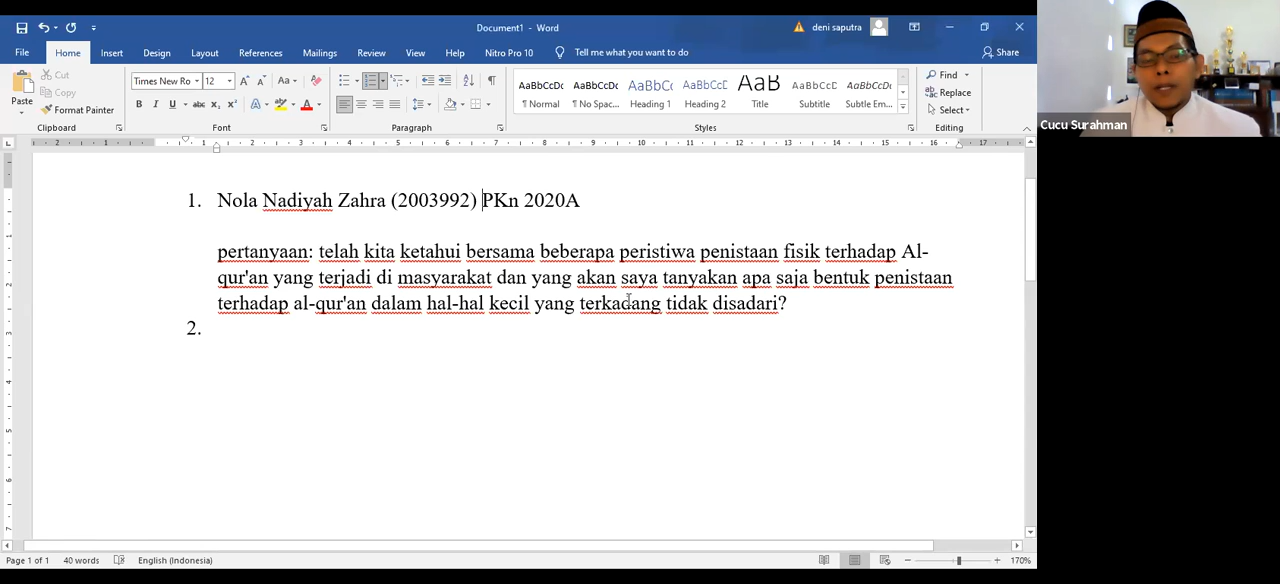 Document1 - Word
deni saputra
File Home Insert Design Layout References Mailings Review View Help Nitro Pro 10 Tell me what you want to do Share
Paste
Cut
Copy
Format Painter
Clipboard
Times New Ro 12
Font
Paragraph
AaBbCcDc AaBbCcDc AaBbC AaBbCcE AaB AaBbCcD AaBbCcDt
¶ Normal ¶ No Spac... Heading 1 Heading 2 Title Subtitle Subtle Em...
Styles
Find
Replace
Select
Editing
Cucu Surahman
1. Nola Nadiyah Zahra (2003992) PKn 2020A
pertanyaan: telah kita ketahui bersama beberapa peristiwa penistaan fisik terhadap Al-
qur'an yang terjadi di masyarakat dan yang akan saya tanyakan apa saja bentuk penistaan
terhadap al-qur'an dalam hal-hal kecil yang terkadang tidak disadari?
2.
Page 1 of 1 40 words English (Indonesia) 170%